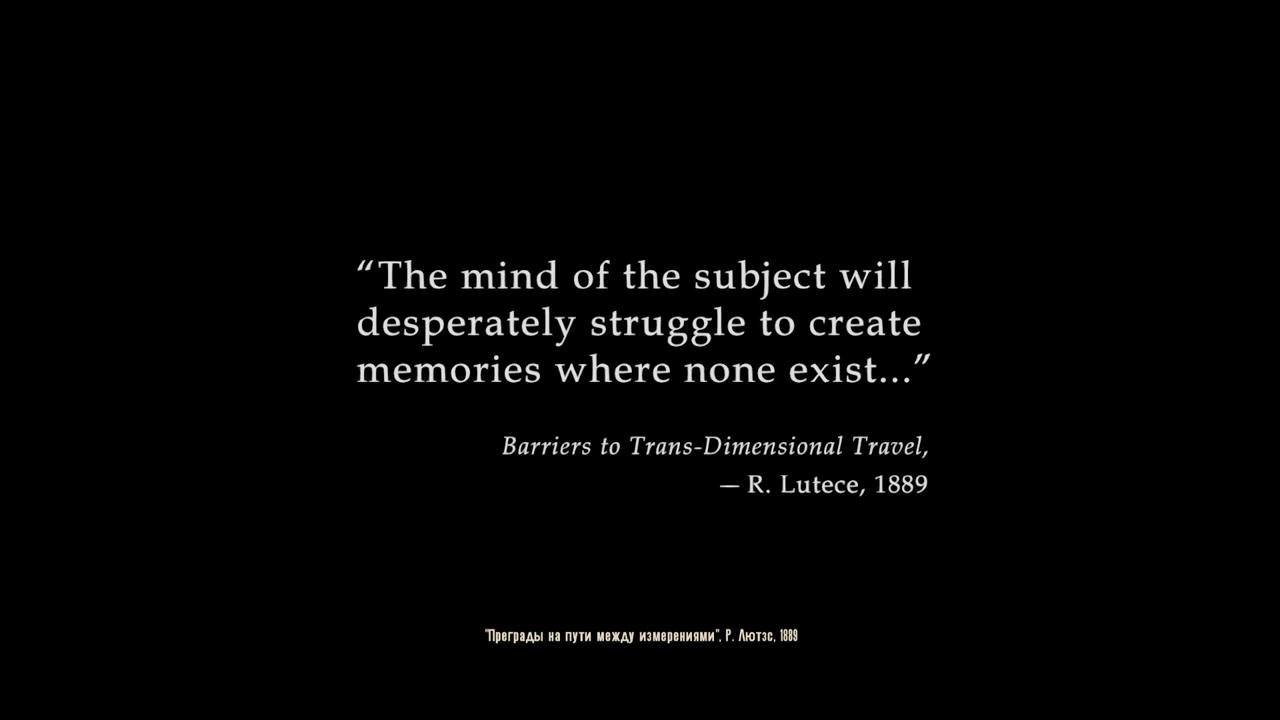 “The mind of the subject will
desperately struggle to create
memories where none exist...”
Barriers to Trans-Dimensional Travel,
— R. Lutece, 1889
"Преграды на пути между измерениями", Р. Лютэс, 1889